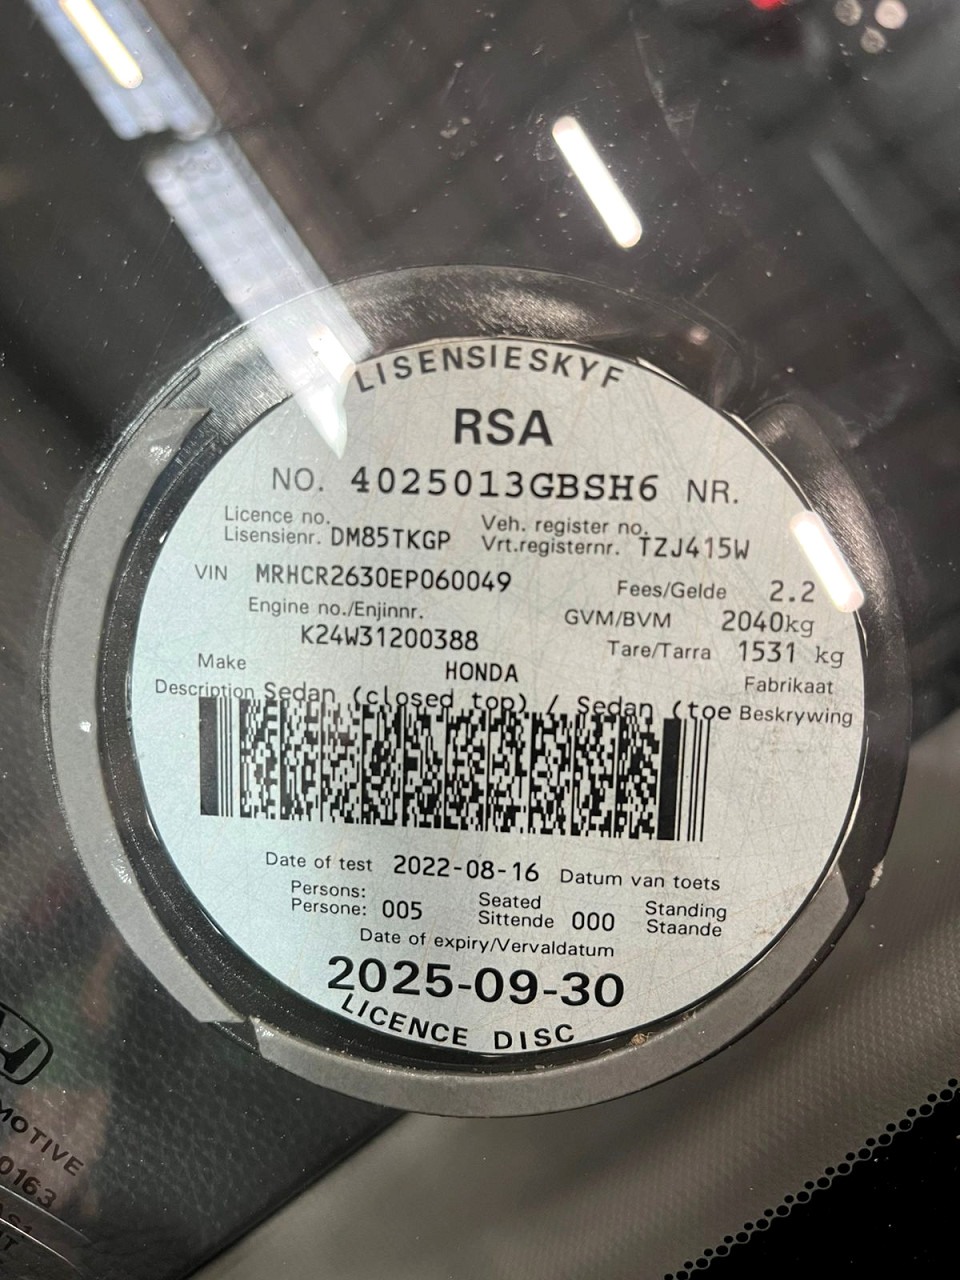 LISENSIESKYF
RSA
NO. 4025013GBSH6 NR.
Licence no. Veh. register no.
Lisensienr. DM85TKGP Vrt.registernr. TZJ415W
VIN MRHCR2630EP060049 Fees/Gelde 2.2
Engine no./Enjinnr. GVM/BVM 2040kg
K24W31200388 Tare/Tarra 1531 kg
Make HONDA Fabrikaat
Description Sedan (closed top) / Sedan (toe Beskrywing
Date of test 2022-08-16 Datum van toets
Persons: Seated Standing
Persone: 005 Sittende 000 Staande
Date of expiry/Vervaldatum
2025-09-30
LICENCE DISC
MOTIVE
0163